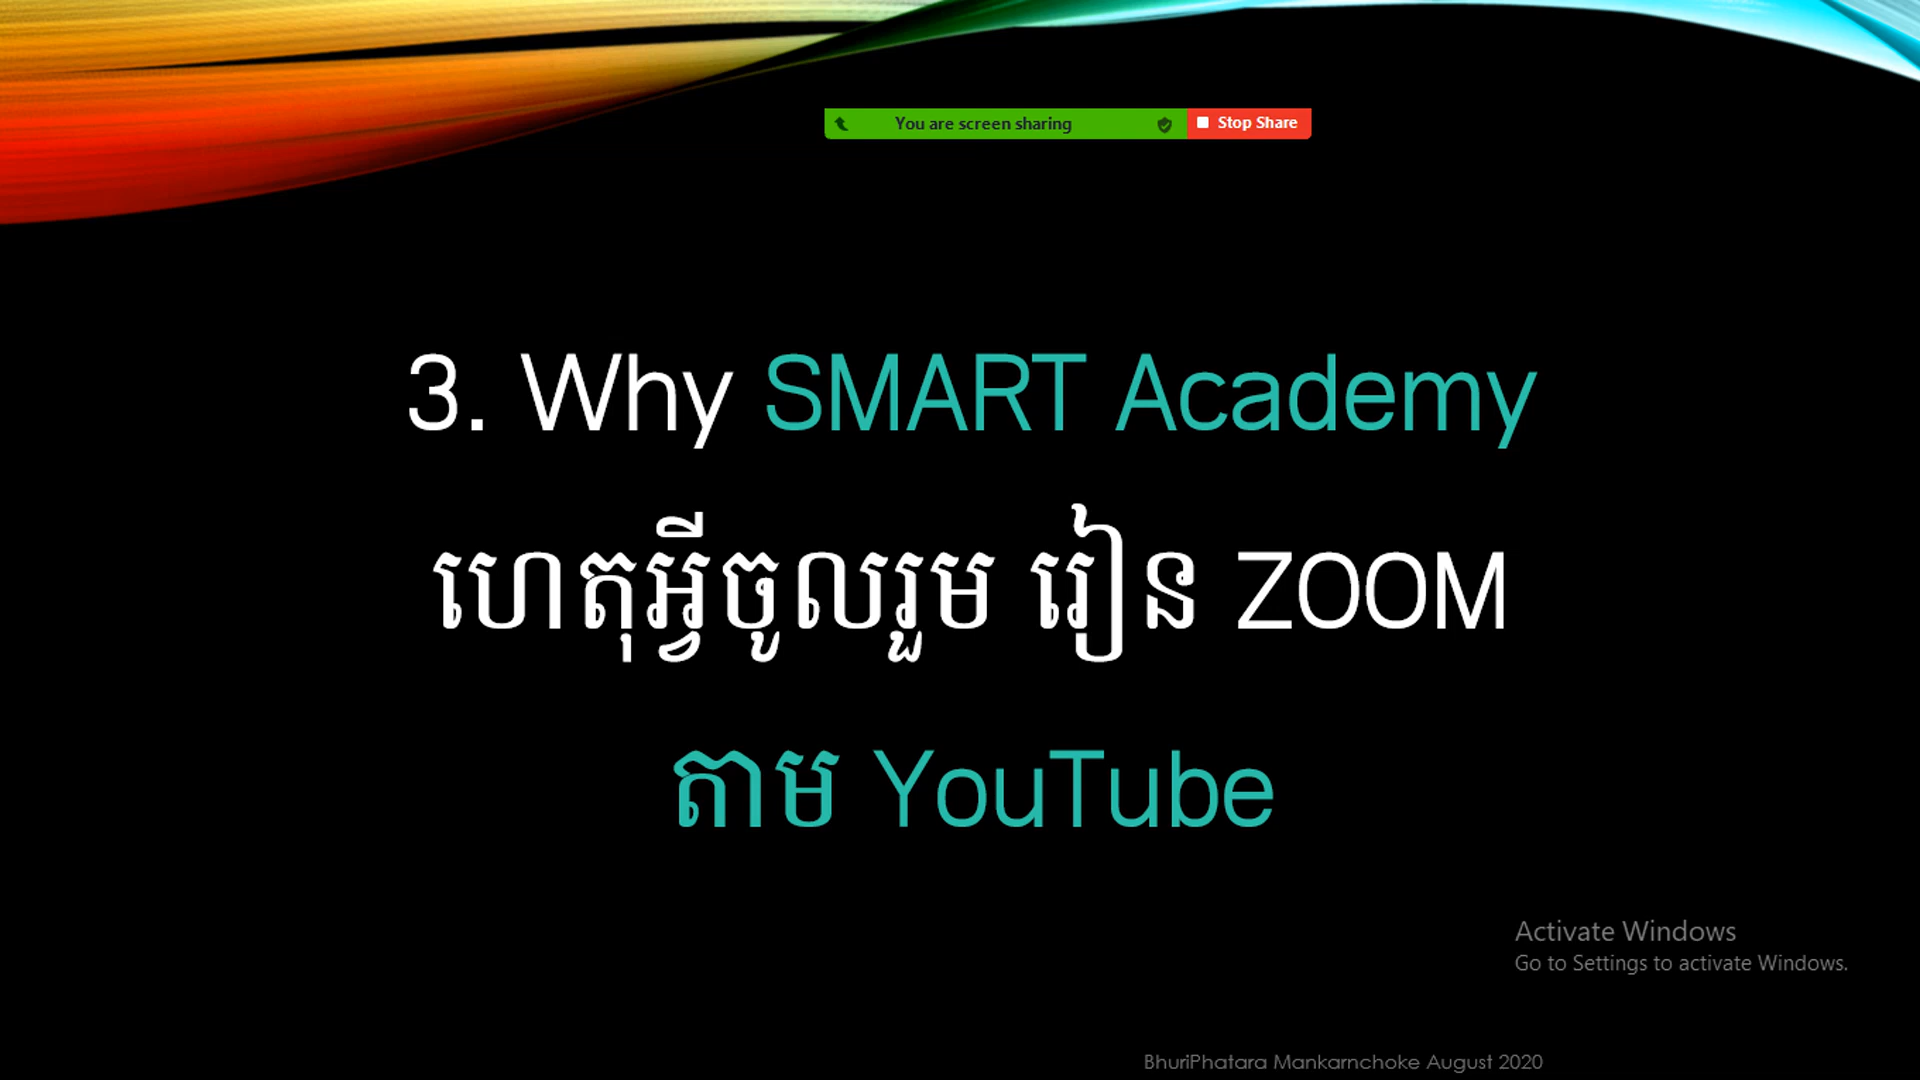 You are screen sharing Stop Share
3. Why SMART Academy
ហេតុអ្វីចូលរួម រៀន ZOOM
តាម YouTube
Activate Windows
Go to Settings to activate Windows.
BhuriPhatara Mankarnchoke August 2020